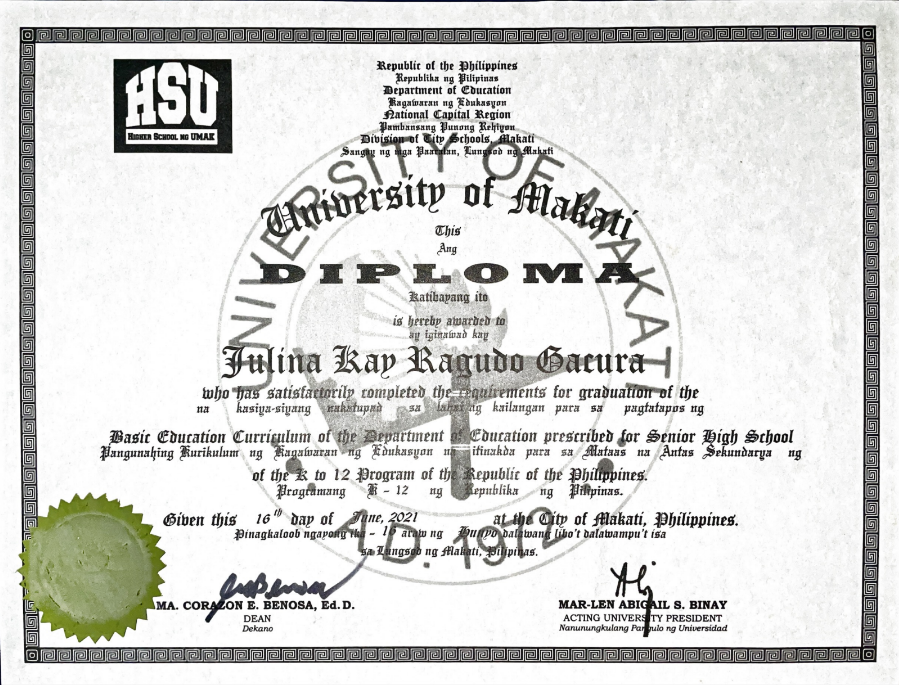 HSU
HIGHER SCHOOL NG UMAK
Republic of the Philippines
Republika ng Pilipinas
Department of Education
Kagawaran ng Edukasyon
National Capital Region
Pambansang Punong Rehiyon
Division of City Schools, Makati
Sangay ng mga Paaralan, Lungsod ng Makati
UNIVERSITY OF MAKATI
University of Makati
This
Ang
DIPLOMA
Katibayang ito
is hereby awarded to
ay iginawad kay
Julina Kay Ragudo Gacura
who has satisfactorily completed the requirements for graduation of the
na kasiya-siyang nakatupad sa lahat ng kailangan para sa pagtatapos ng
Basic Education Curriculum of the Department of Education prescribed for Senior High School
Pangunahing Kurikulum ng Kagawaran ng Edukasyon na itinakda para sa Mataas na Antas Sekundarya ng
of the K to 12 Program of the Republic of the Philippines.
Programang K - 12 ng Republika ng Pilipinas.
Given this 16th day of June, 2021 at the City of Makati, Philippines.
Pinagkaloob ngayong ika - 16 araw ng Hunyo dalawang libo't dalawampu't isa
sa Lungsod ng Makati, Pilipinas.
A.D. 1972
MA. CORAZON E. BENOSA, Ed. D.
DEAN
Dekano
MAR-LEN ABIGAIL S. BINAY
ACTING UNIVERSITY PRESIDENT
Nanunungkulang Pangulo ng Universidad